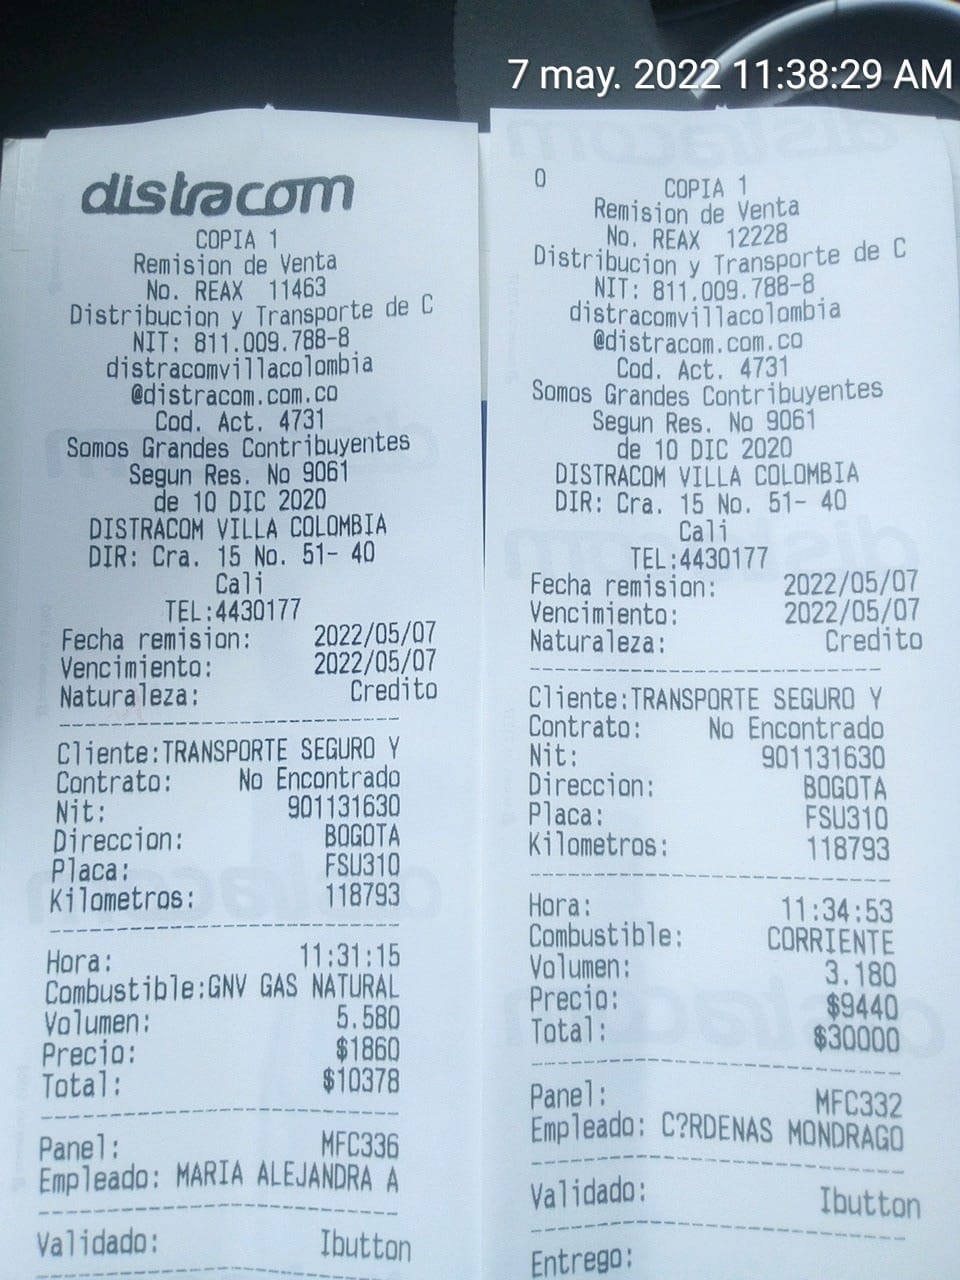 7 may. 2022 11:38:29 AM
distracom
COPIA 1
Remision de Venta
No. REAX 11463
Distribucion y Transporte de C
NIT: 811.009.788-8
distracomvillacolombia
@distracom.com.co
Cod. Act. 4731
Somos Grandes Contribuyentes
Segun Res. No 9061
de 10 DIC 2020
DISTRACOM VILLA COLOMBIA
DIR: Cra. 15 No. 51- 40
Cali
TEL:4430177
Fecha remision: 2022/05/07
Vencimiento: 2022/05/07
Naturaleza: Credito
Cliente:TRANSPORTE SEGURO Y
Contrato: No Encontrado
Nit: 901131630
Direccion: BOGOTA
Placa: FSU310
Kilometros: 118793
Hora: 11:31:15
Combustible:GNV GAS NATURAL
Volumen: 5.580
Precio: $1860
Total: $10378
Panel: MFC336
Empleado: MARIA ALEJANDRA A
Validado: Ibutton
0
COPIA 1
Remision de Venta
No. REAX 12228
Distribucion y Transporte de C
NIT: 811.009.788-8
distracomvillacolombia
@distracom.com.co
Cod. Act. 4731
Somos Grandes Contribuyentes
Segun Res. No 9061
de 10 DIC 2020
DISTRACOM VILLA COLOMBIA
DIR: Cra. 15 No. 51- 40
Cali
TEL:4430177
Fecha remision: 2022/05/07
Vencimiento: 2022/05/07
Naturaleza: Credito
Cliente:TRANSPORTE SEGURO Y
Contrato: No Encontrado
Nit: 901131630
Direccion: BOGOTA
Placa: FSU310
Kilometros: 118793
Hora: 11:34:53
Combustible: CORRIENTE
Volumen: 3.180
Precio: $9440
Total: $30000
Panel: MFC332
Empleado: C?RDENAS MONDRAGO
Validado: Ibutton
Entrego: